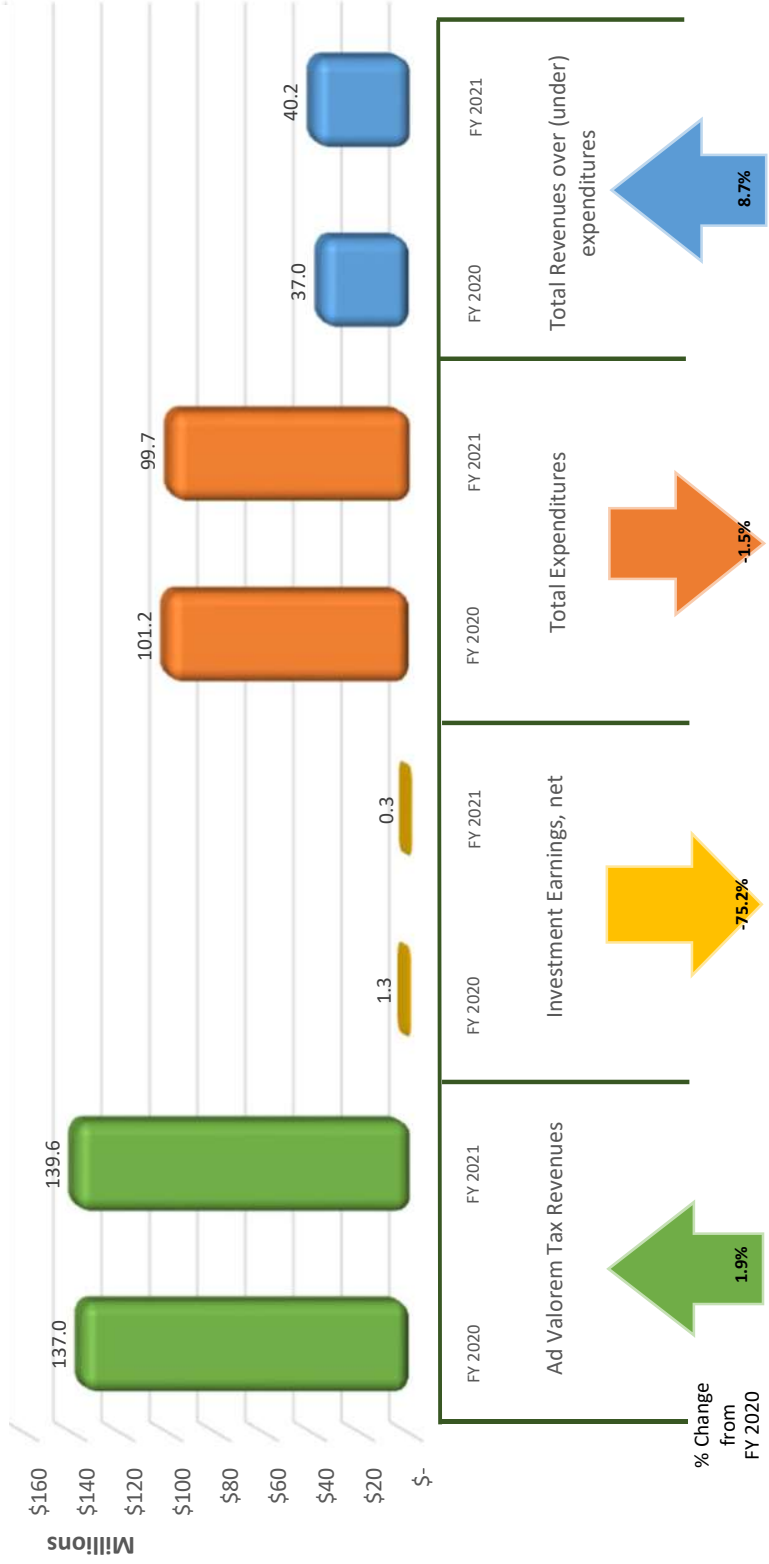 Millions
$160
$140
$120
$100
$80
$60
$40
$20
$-
137.0
139.6
1.3
0.3
101.2
99.7
37.0
40.2
FY 2020
FY 2021
FY 2020
FY 2021
FY 2020
FY 2021
FY 2020
FY 2021
Ad Valorem Tax Revenues
Investment Earnings, net
Total Expenditures
Total Revenues over (under)
expenditures
% Change
from
FY 2020
1.9%
-75.2%
-1.5%
8.7%